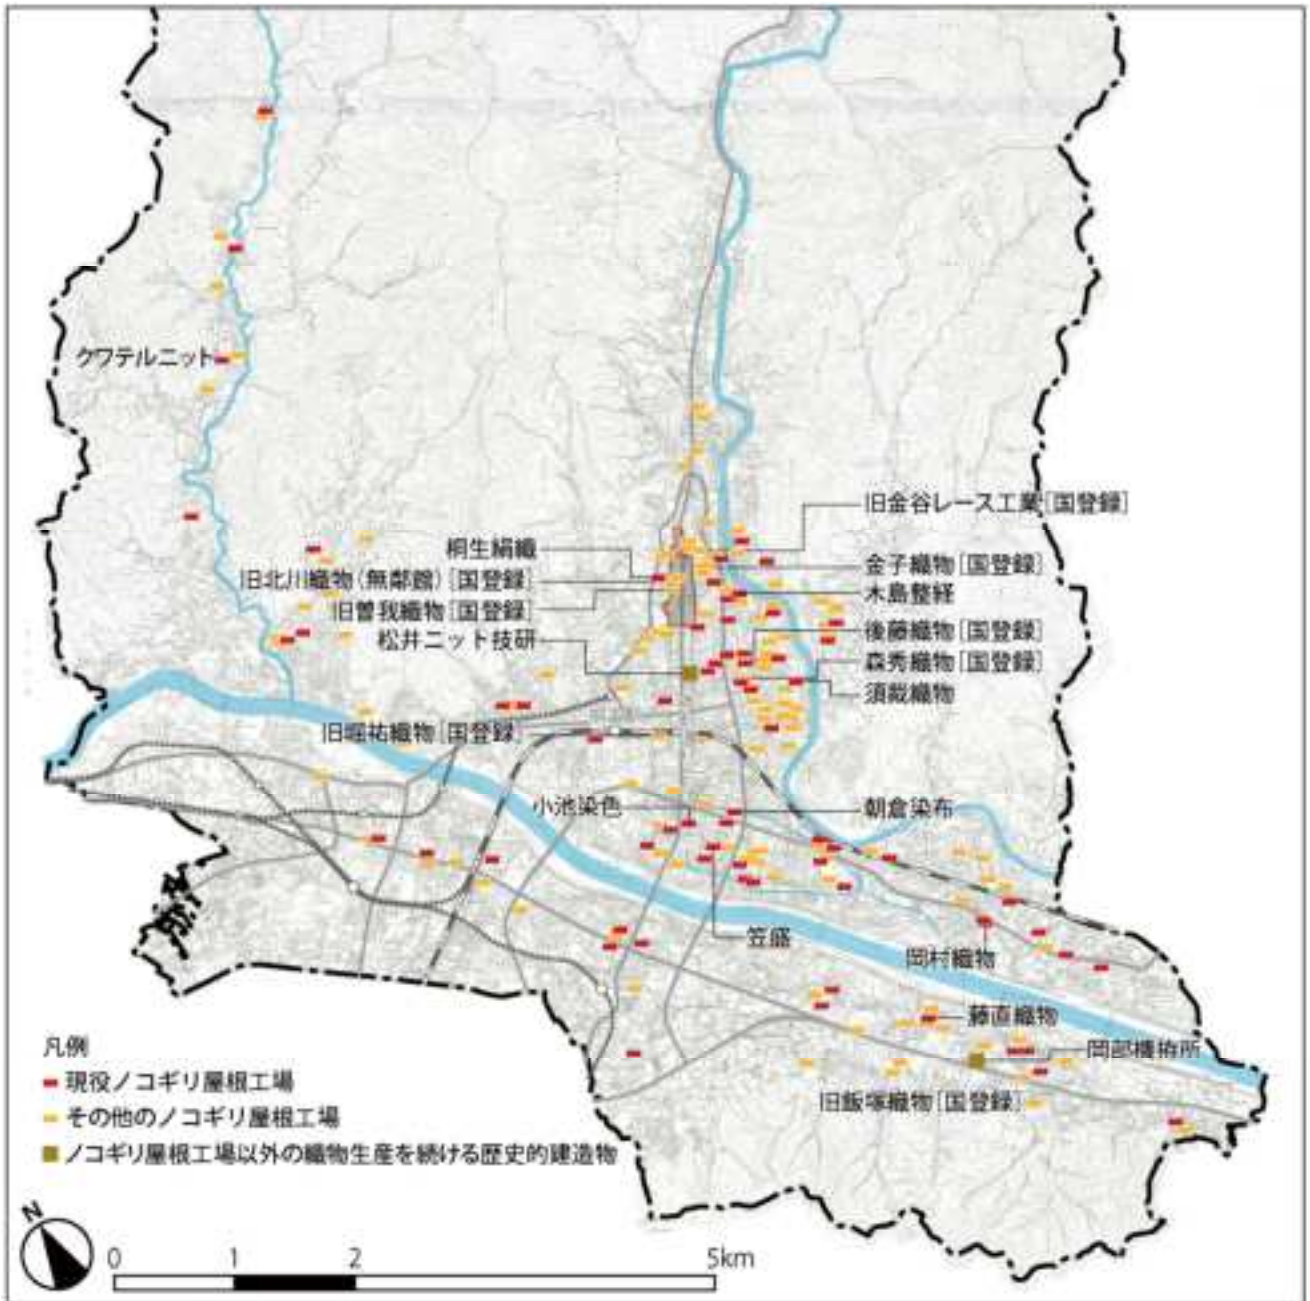 クワテルニット
旧金谷レース工業[国登録]
桐生絹織
金子織物[国登録]
旧北川織物(無鄰館)[国登録]
木島整経
旧曽我織物[国登録]
後藤織物[国登録]
松井ニット技研
森秀織物[国登録]
須裁織物
旧堀祐織物[国登録]
小池染色
朝倉染布
笠盛
岡村織物
藤直織物
岡部機拵所
旧飯塚織物[国登録]
凡例
現役ノコギリ屋根工場
その他のノコギリ屋根工場
ノコギリ屋根工場以外の織物生産を続ける歴史的建造物
N
0 1 2 5km